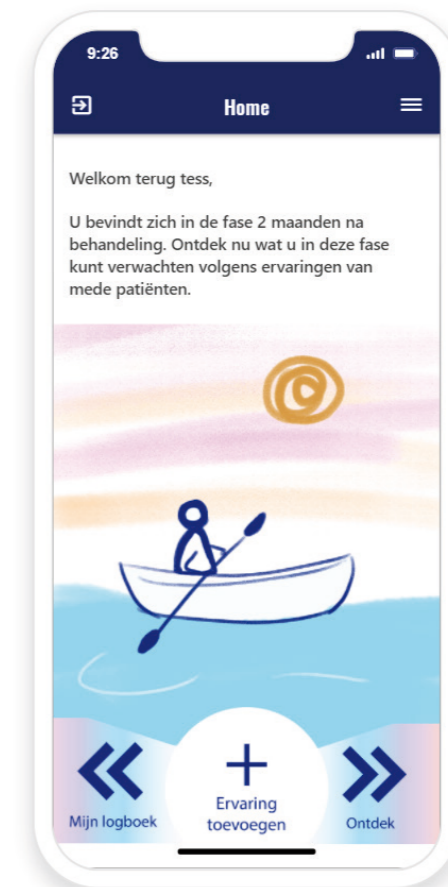 9:26
Home
Welkom terug tess,
U bevindt zich in de fase 2 maanden na
behandeling. Ontdek nu wat u in deze fase
kunt verwachten volgens ervaringen van
mede patiënten.
Mijn logboek
Ervaring
toevoegen
Ontdek